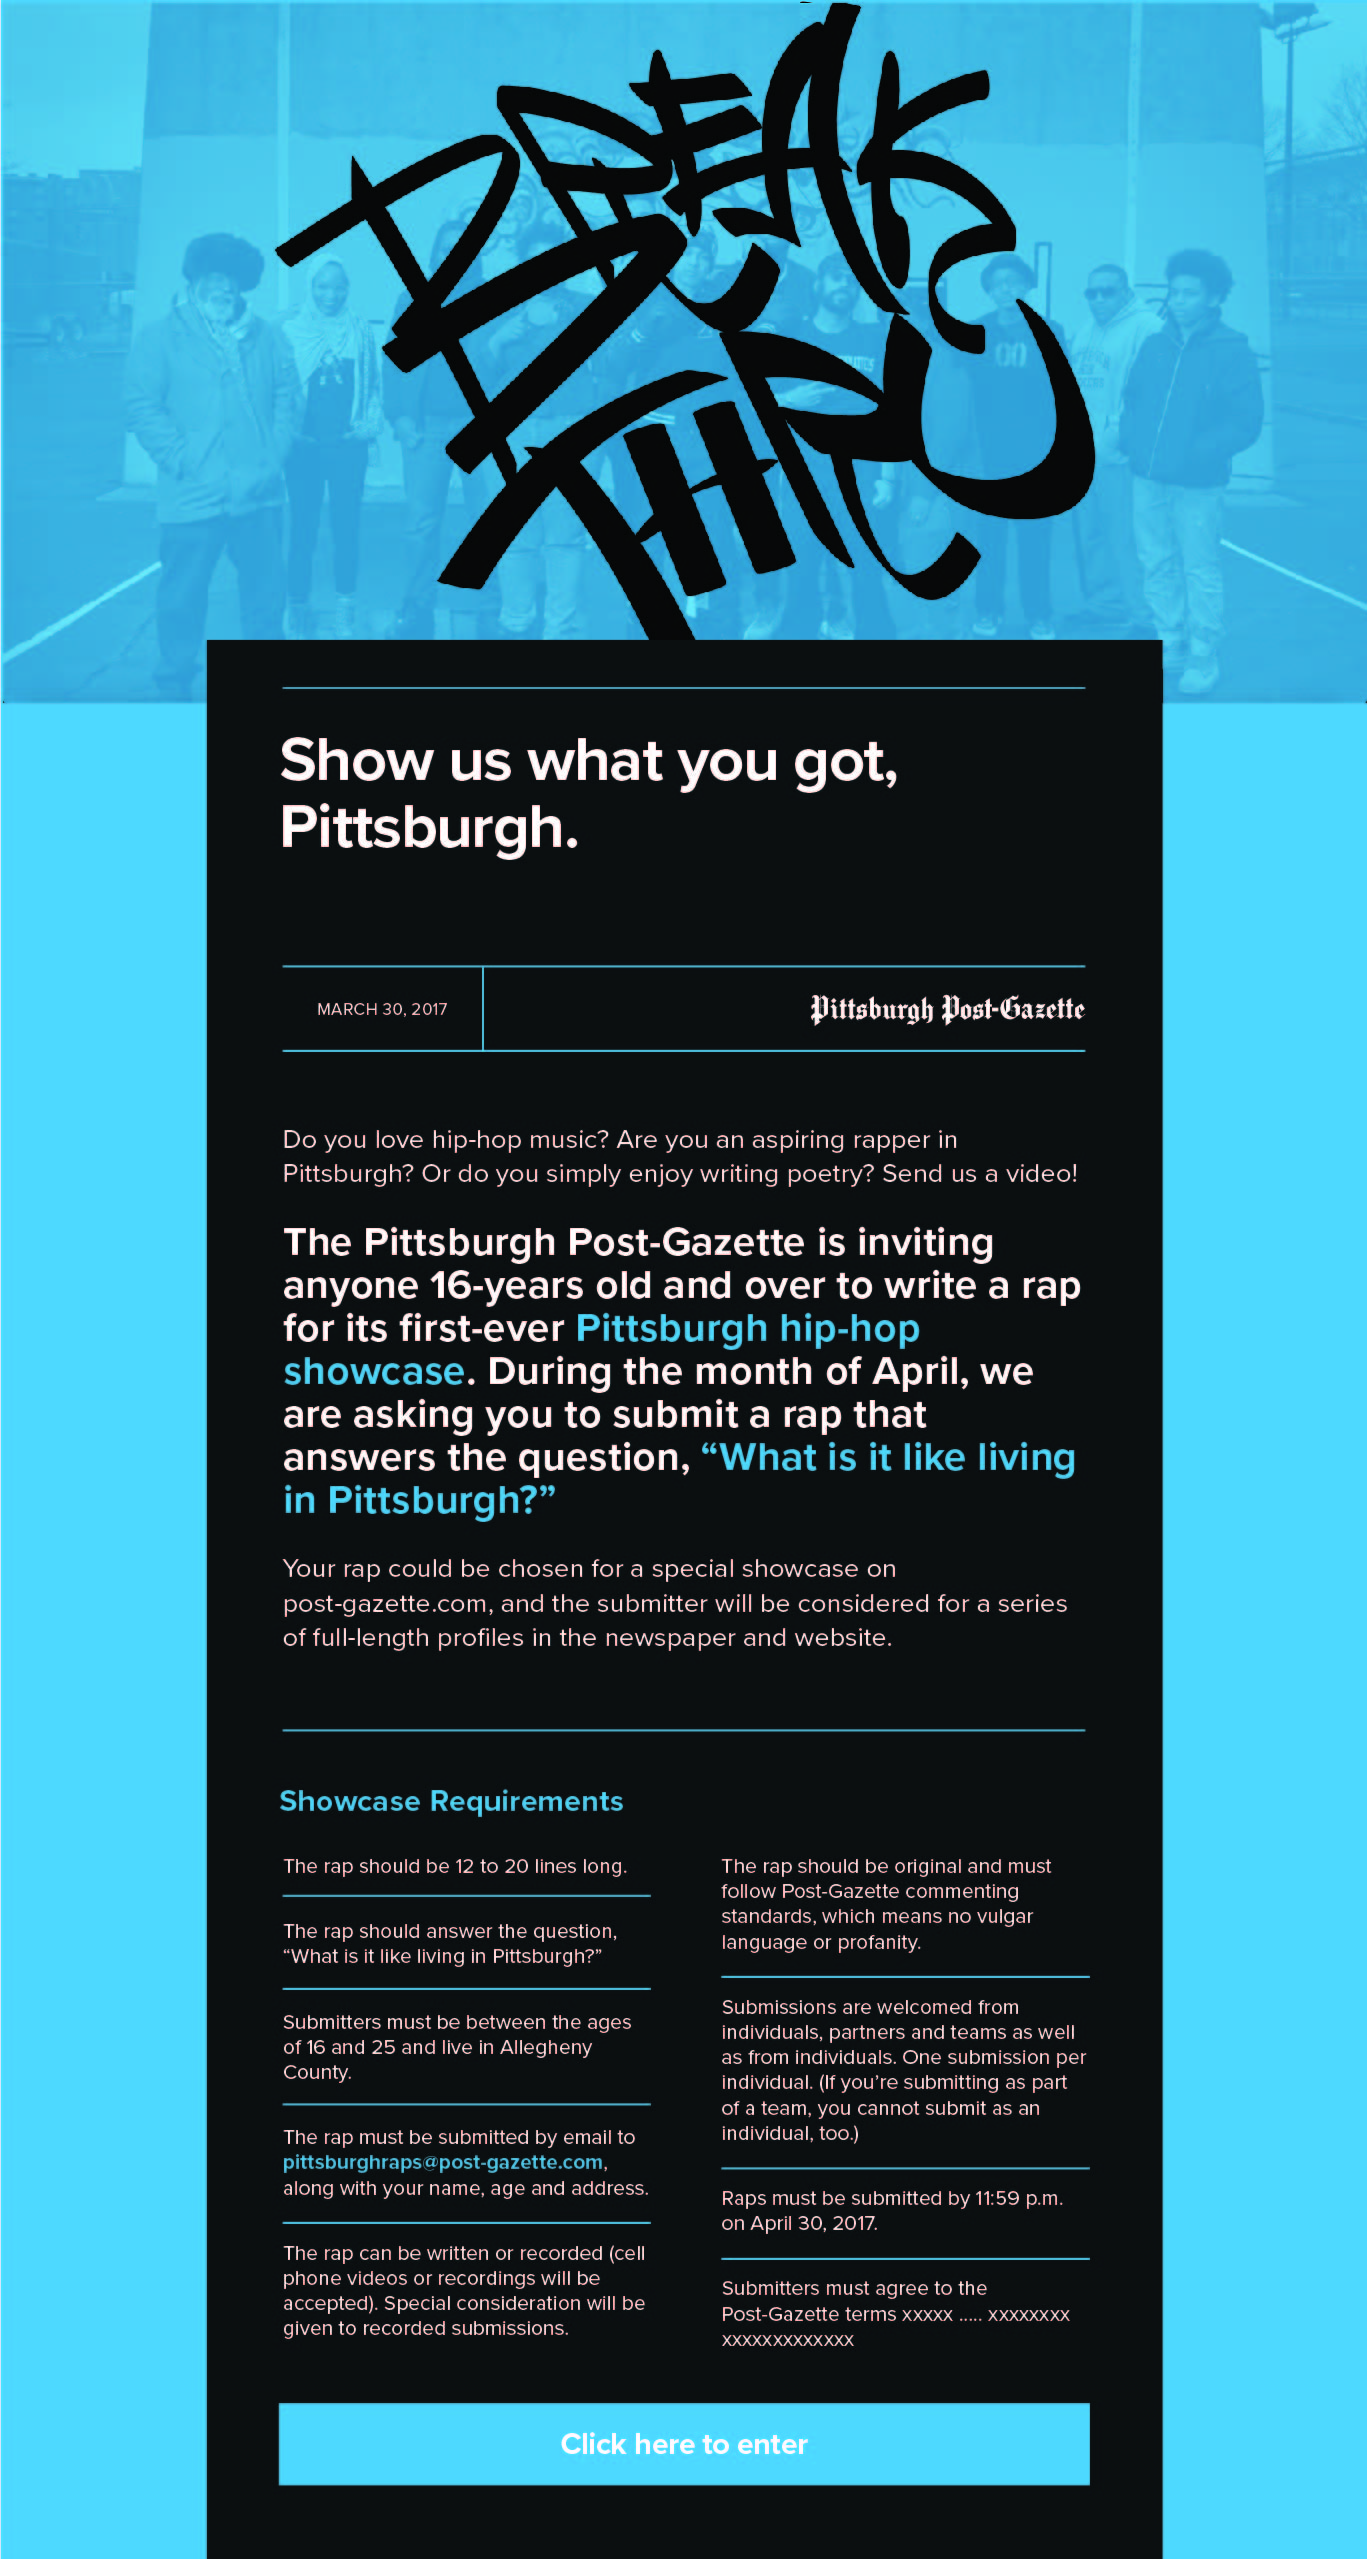 BREAK
THRU
Show us what you got,
Pittsburgh.
MARCH 30, 2017
Pittsburgh Post-Gazette
Do you love hip-hop music? Are you an aspiring rapper in
Pittsburgh? Or do you simply enjoy writing poetry? Send us a video!
The Pittsburgh Post-Gazette is inviting
anyone 16-years old and over to write a rap
for its first-ever Pittsburgh hip-hop
showcase. During the month of April, we
are asking you to submit a rap that
answers the question, “What is it like living
in Pittsburgh?”
Your rap could be chosen for a special showcase on
post-gazette.com, and the submitter will be considered for a series
of full-length profiles in the newspaper and website.
Showcase Requirements
The rap should be 12 to 20 lines long.
The rap should answer the question,
“What is it like living in Pittsburgh?”
Submitters must be between the ages
of 16 and 25 and live in Allegheny
County.
The rap must be submitted by email to
pittsburghraps@post-gazette.com,
along with your name, age and address.
The rap can be written or recorded (cell
phone videos or recordings will be
accepted). Special consideration will be
given to recorded submissions.
The rap should be original and must
follow Post-Gazette commenting
standards, which means no vulgar
language or profanity.
Submissions are welcomed from
individuals, partners and teams as well
as from individuals. One submission per
individual. (If you’re submitting as part
of a team, you cannot submit as an
individual, too.)
Raps must be submitted by 11:59 p.m.
on April 30, 2017.
Submitters must agree to the
Post-Gazette terms xxxxx ..... xxxxxxxx
xxxxxxxxxxxxx
Click here to enter